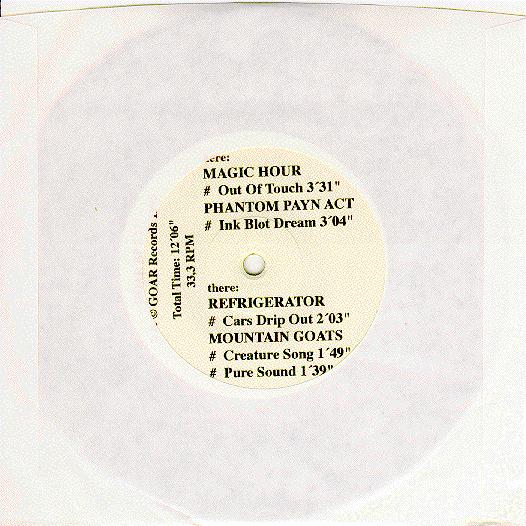 MAGIC HOUR
# Out Of Touch 3´31"
PHANTOM PAYN ACT
# Ink Blot Dream 3´04"
there:
REFRIGERATOR
# Cars Drip Out 2´03"
MOUNTAIN GOATS
# Creature Song 1´49"
# Pure Sound 1´39"
© GOAR Records
Total Time: 12´06"
33,3 RPM